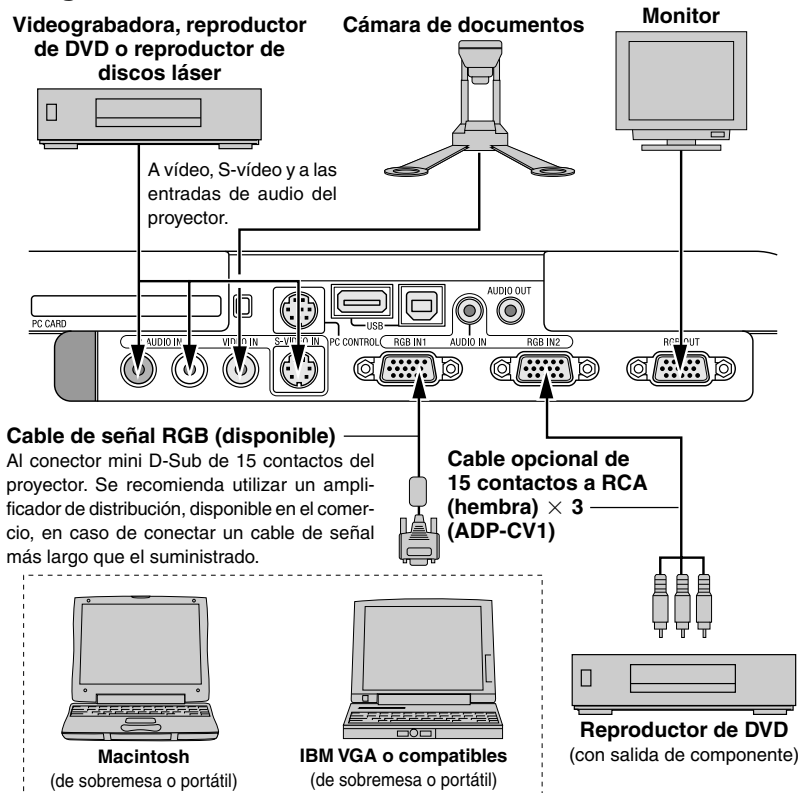 Videograbadora, reproductor
de DVD o reproductor de
discos láser
Cámara de documentos
Monitor
A vídeo, S-vídeo y a las
entradas de audio del
proyector.
AUDIO OUT
PC CARD
USB
AUDIO IN
VIDEO IN
S-VIDEO IN
PC CONTROL
RGB IN1
AUDIO IN
RGB IN2
RGB OUT
Cable de señal RGB (disponible)
Al conector mini D-Sub de 15 contactos del
proyector. Se recomienda utilizar un ampli-
ficador de distribución, disponible en el comer-
cio, en caso de conectar un cable de señal
más largo que el suministrado.
Cable opcional de
15 contactos a RCA
(hembra) × 3
(ADP-CV1)
Macintosh
(de sobremesa o portátil)
IBM VGA o compatibles
(de sobremesa o portátil)
Reproductor de DVD
(con salida de componente)